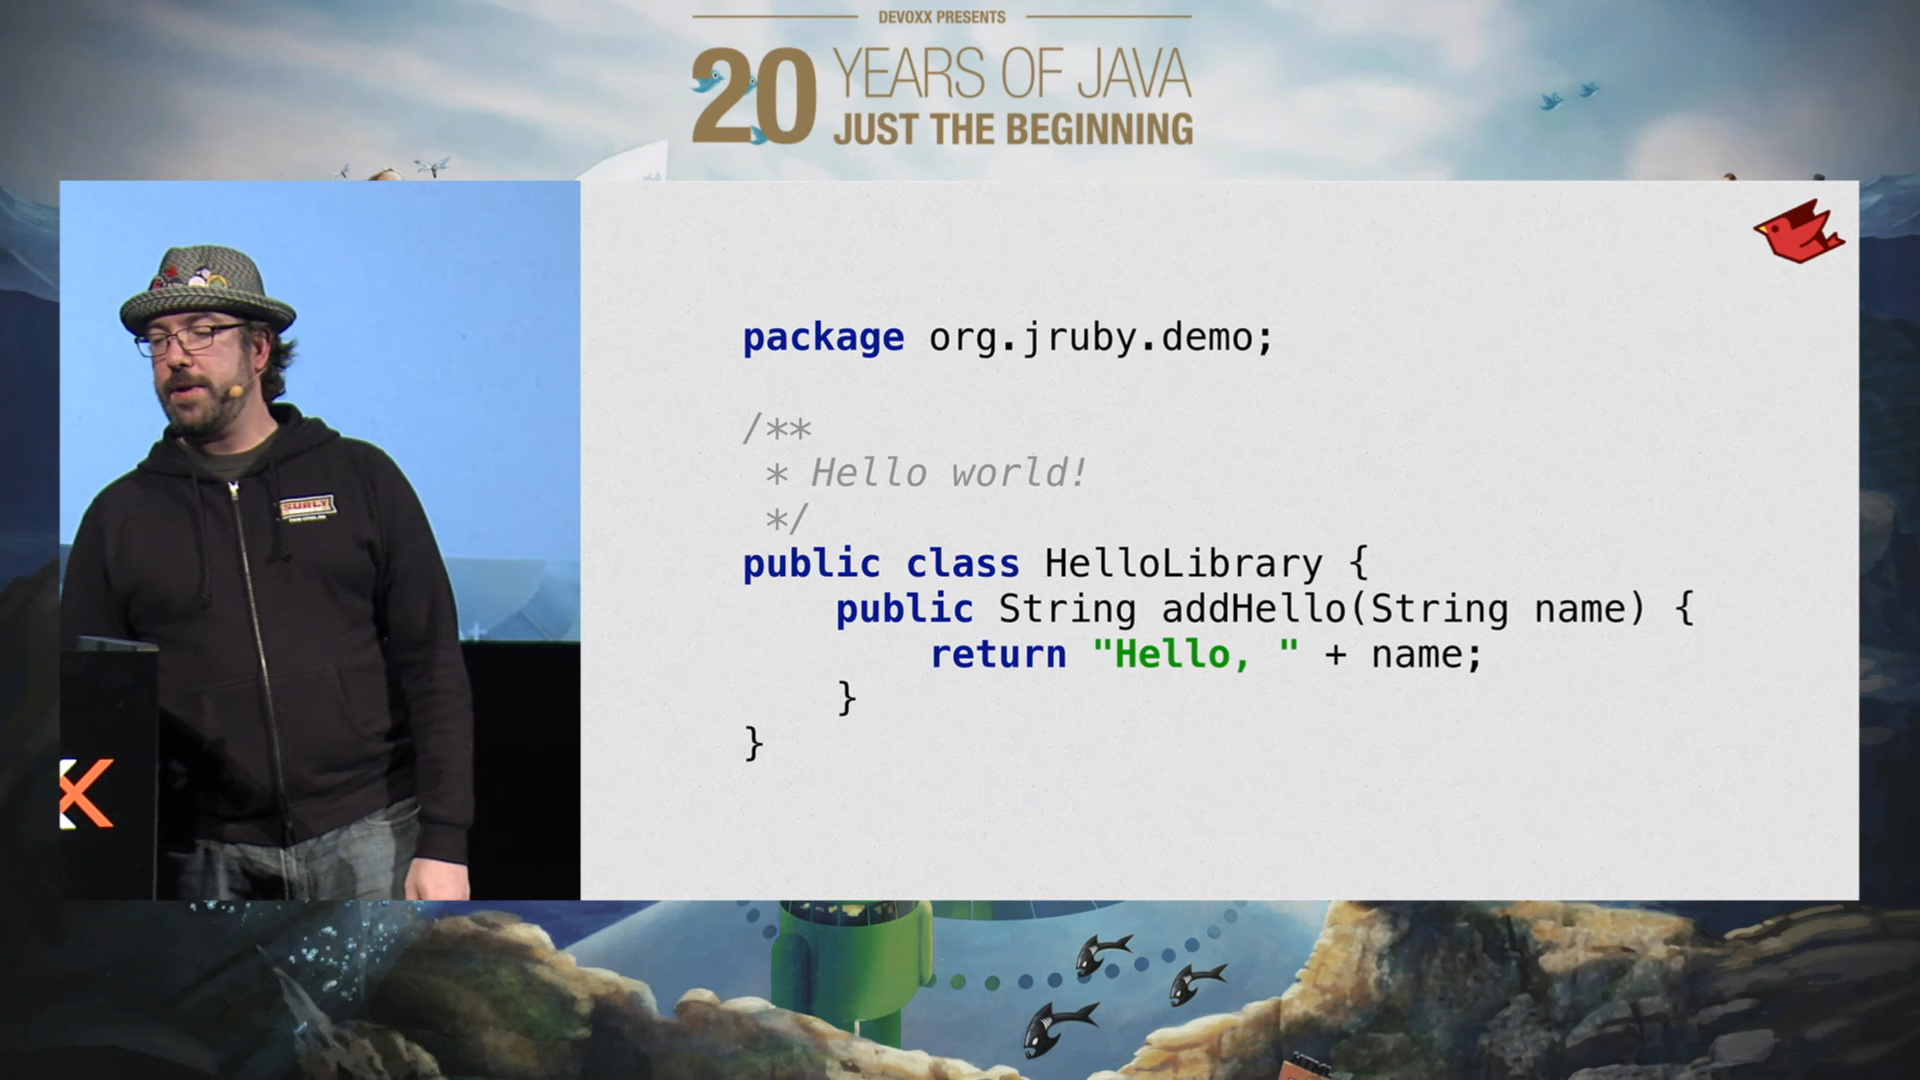 DEVOXX PRESENTS
20 YEARS OF JAVA
JUST THE BEGINNING
SURLY
X
package org.jruby.demo;
/**
 * Hello world!
 */
public class HelloLibrary {
    public String addHello(String name) {
        return "Hello, " + name;
    }
}